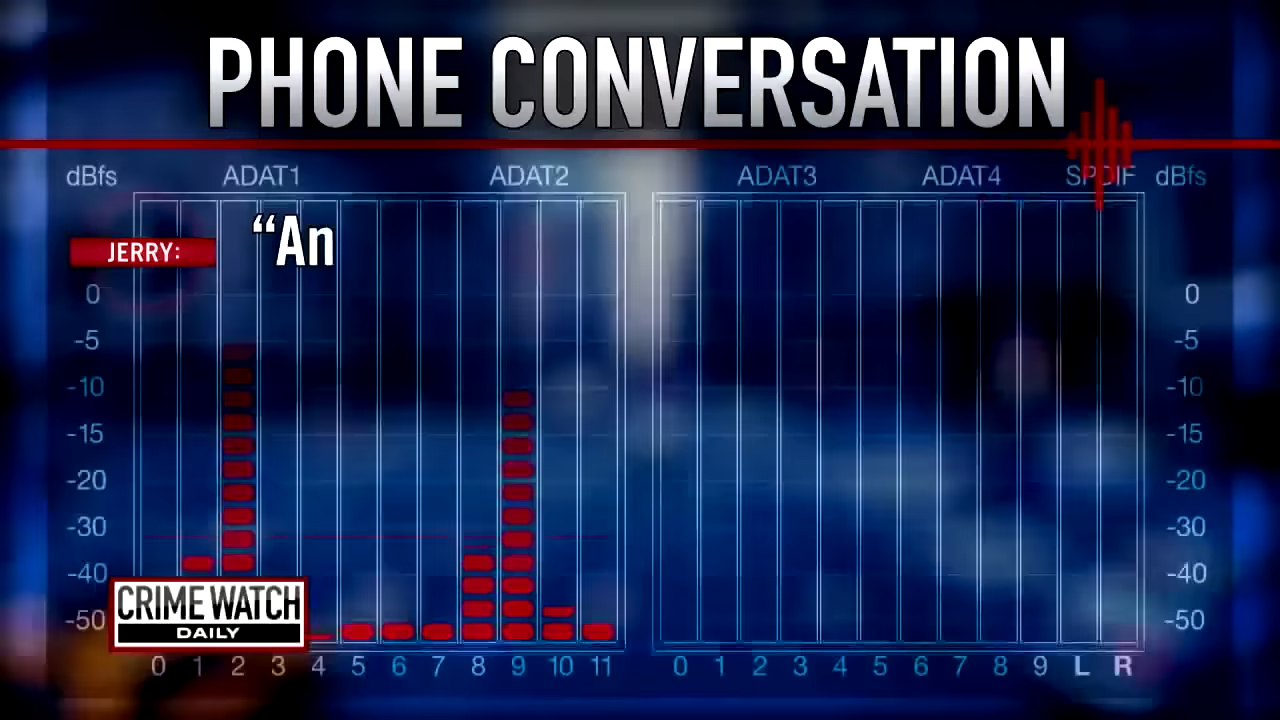 PHONE CONVERSATION
dBfs ADAT1 ADAT2 ADAT3 ADAT4 SPDIF dBfs
JERRY: “An
0 0
-5 -5
-10 -10
-15 -15
-20 -20
-30 -30
-40 -40
-50 -50
CRIME WATCH
DAILY
0 1 2 3 4 5 6 7 8 9 10 11 0 1 2 3 4 5 6 7 8 9 L R